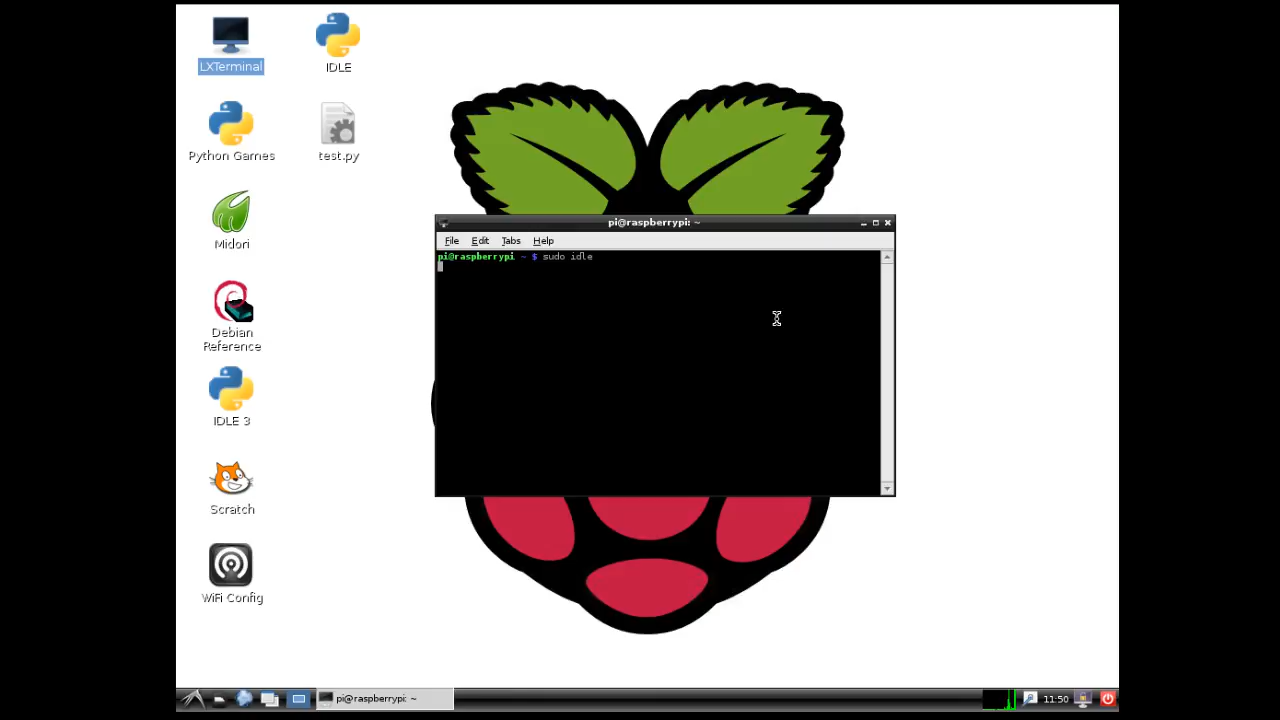 LXTerminal
IDLE
Python Games
test.py
Midori
Debian
Reference
IDLE 3
Scratch
WiFi Config
pi@raspberrypi: ~
File Edit Tabs Help
pi@raspberrypi ~ $ sudo idle
pi@raspberrypi: ~
11:50